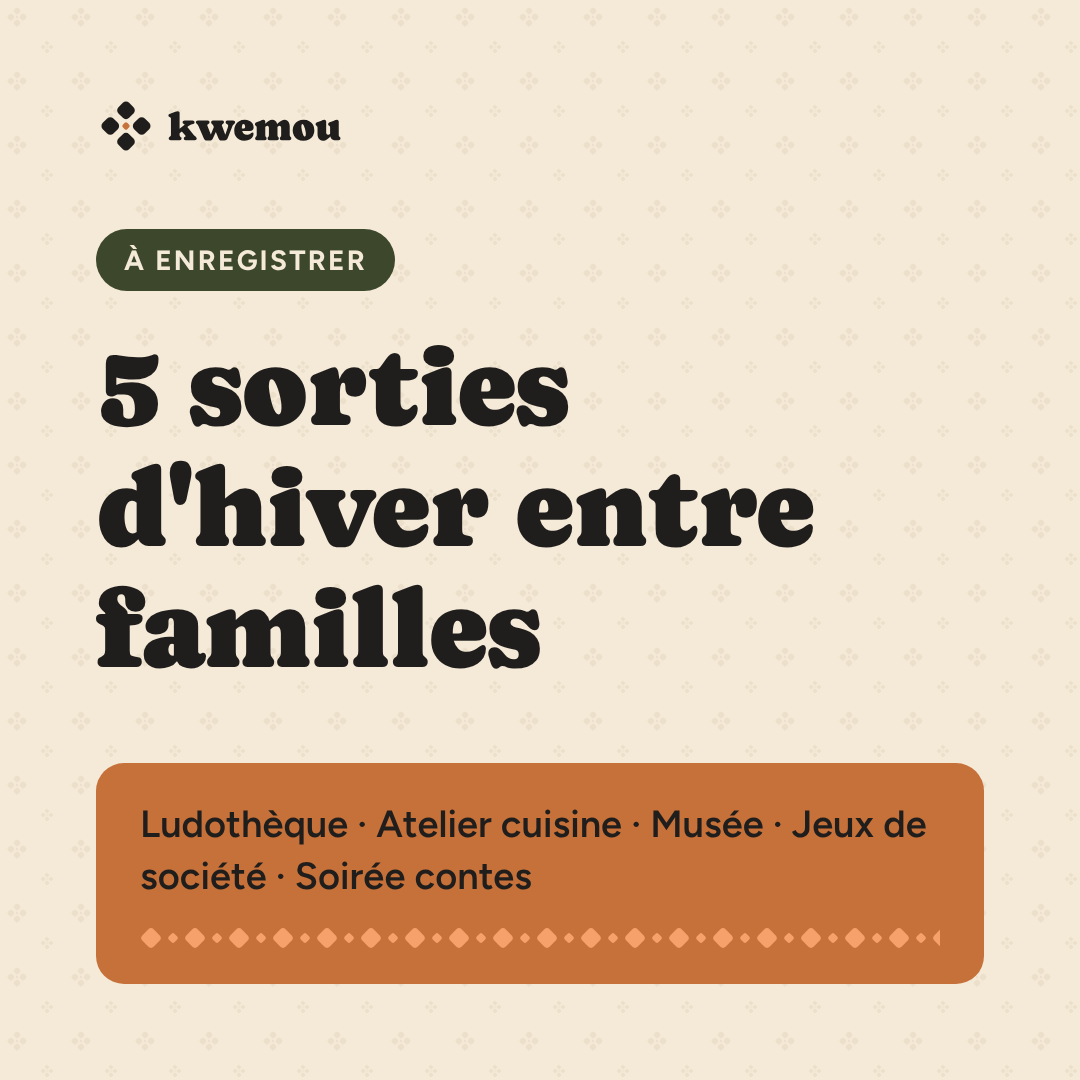 kwemou
À ENREGISTRER
5 sorties
d'hiver entre
familles
Ludothèque · Atelier cuisine · Musée · Jeux de
société · Soirée contes